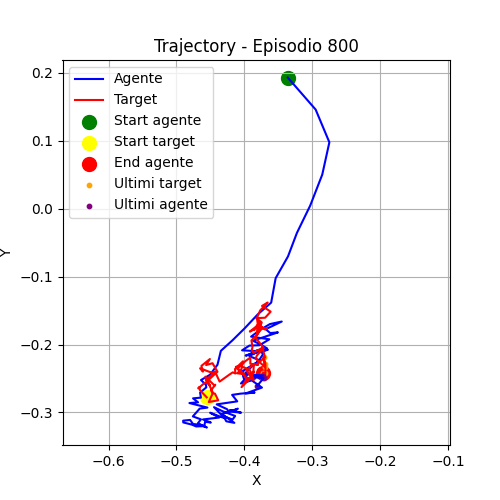 Trajectory - Episodio 800
Agente
Target
Start agente
Start target
End agente
Ultimi target
Ultimi agente
0.2
0.1
0.0
−0.1
−0.2
−0.3
Y
−0.6
−0.5
−0.4
−0.3
−0.2
−0.1
X